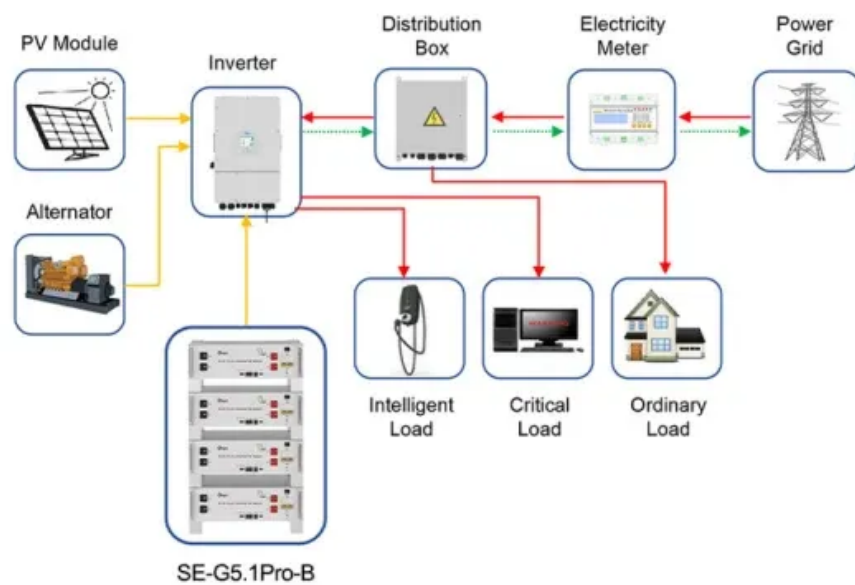 PV Module
Inverter
Distribution
Box
Electricity
Meter
Power
Grid
Alternator
Intelligent
Load
Critical
Load
Ordinary
Load
SE-G5.1Pro-B